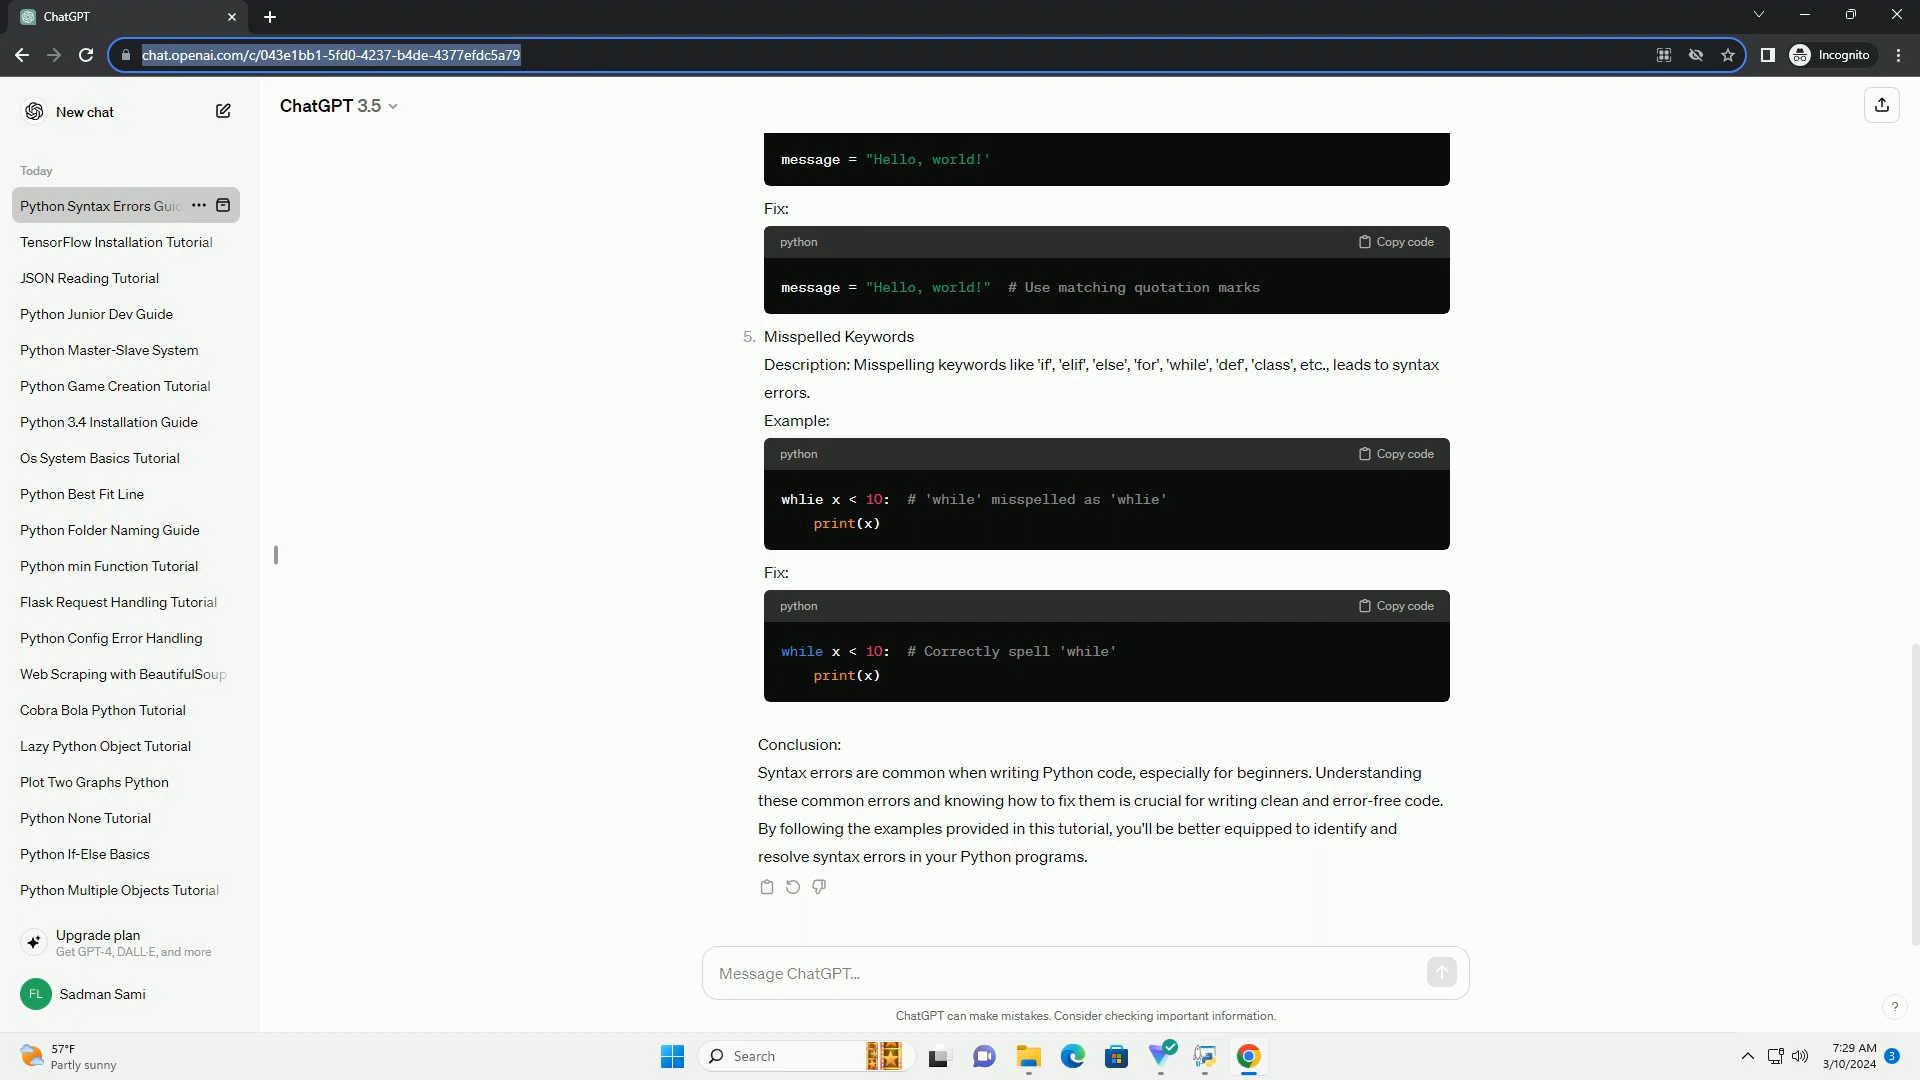 ChatGPT
chat.openai.com/c/043e1bb1-5fd0-4237-b4de-4377efdc5a79
Incognito
New chat
ChatGPT 3.5
Today
Python Syntax Errors Guid
TensorFlow Installation Tutorial
JSON Reading Tutorial
Python Junior Dev Guide
Python Master-Slave System
Python Game Creation Tutorial
Python 3.4 Installation Guide
Os System Basics Tutorial
Python Best Fit Line
Python Folder Naming Guide
Python min Function Tutorial
Flask Request Handling Tutorial
Python Config Error Handling
Web Scraping with BeautifulSoup
Cobra Bola Python Tutorial
Lazy Python Object Tutorial
Plot Two Graphs Python
Python None Tutorial
Python If-Else Basics
Python Multiple Objects Tutorial
Upgrade plan
Get GPT-4, DALL·E, and more
FL Sadman Sami
message = "Hello, world!'
Fix:
python Copy code
message = "Hello, world!" # Use matching quotation marks
5. Misspelled Keywords
Description: Misspelling keywords like 'if', 'elif', 'else', 'for', 'while', 'def', 'class', etc., leads to syntax
errors.
Example:
python Copy code
whlie x < 10: # 'while' misspelled as 'whlie'
print(x)
Fix:
python Copy code
while x < 10: # Correctly spell 'while'
print(x)
Conclusion:
Syntax errors are common when writing Python code, especially for beginners. Understanding
these common errors and knowing how to fix them is crucial for writing clean and error-free code.
By following the examples provided in this tutorial, you'll be better equipped to identify and
resolve syntax errors in your Python programs.
Message ChatGPT...
ChatGPT can make mistakes. Consider checking important information.
?
57°F
Partly sunny
Search
7:29 AM
3/10/2024
3